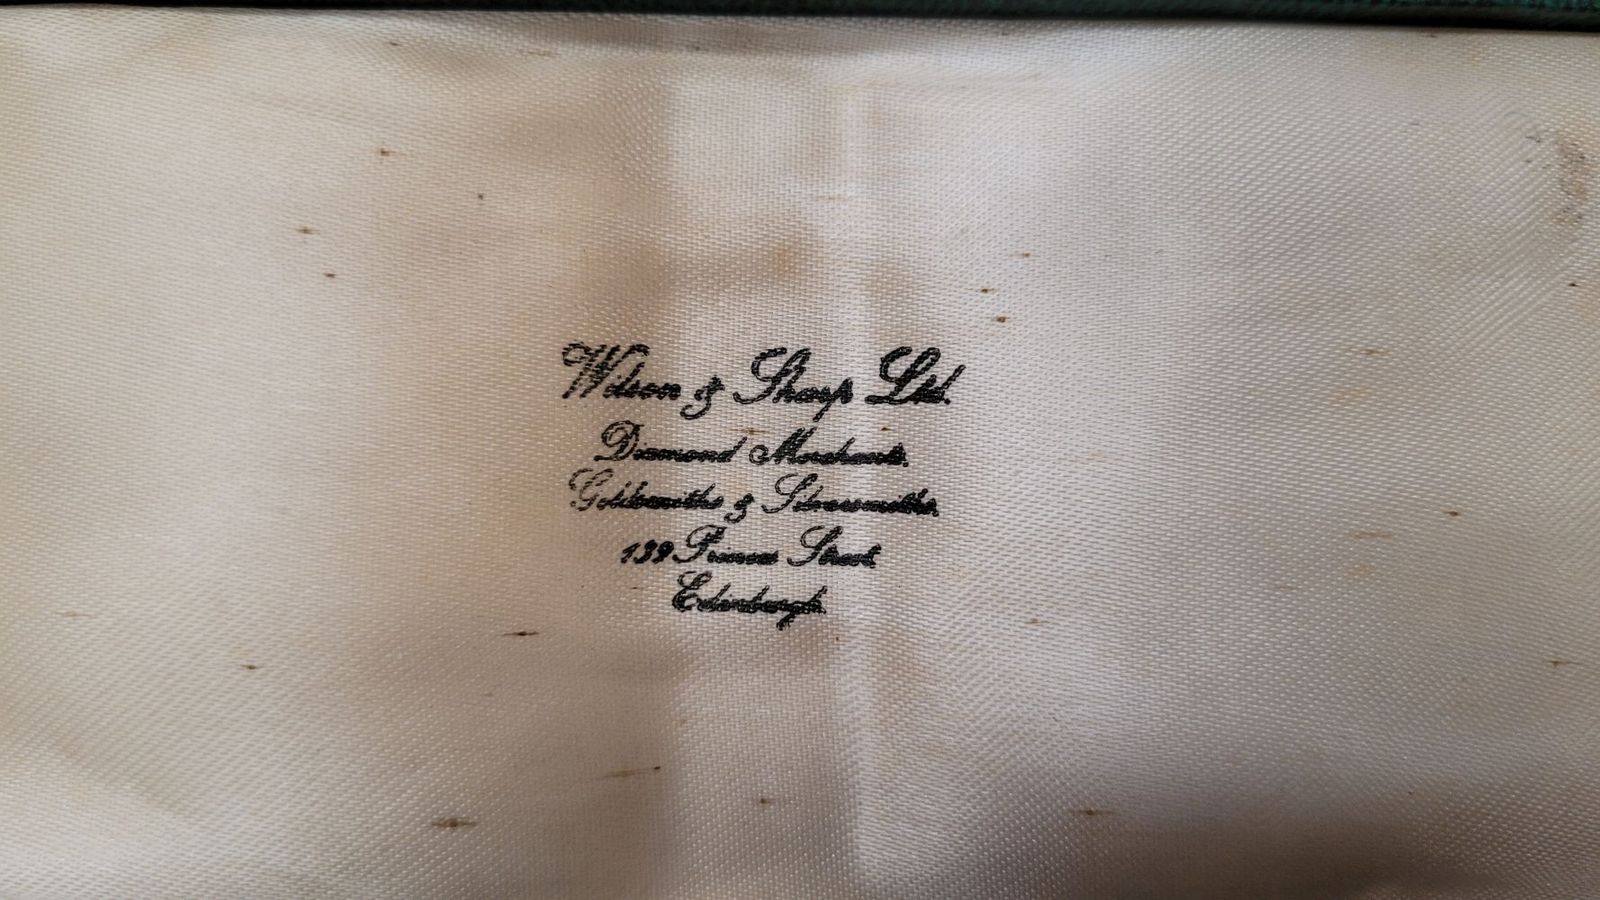 Wilson & Sharp Ltd.
Diamond Merchants,
Goldsmiths & Silversmiths,
139 Princes Street
Edinburgh.